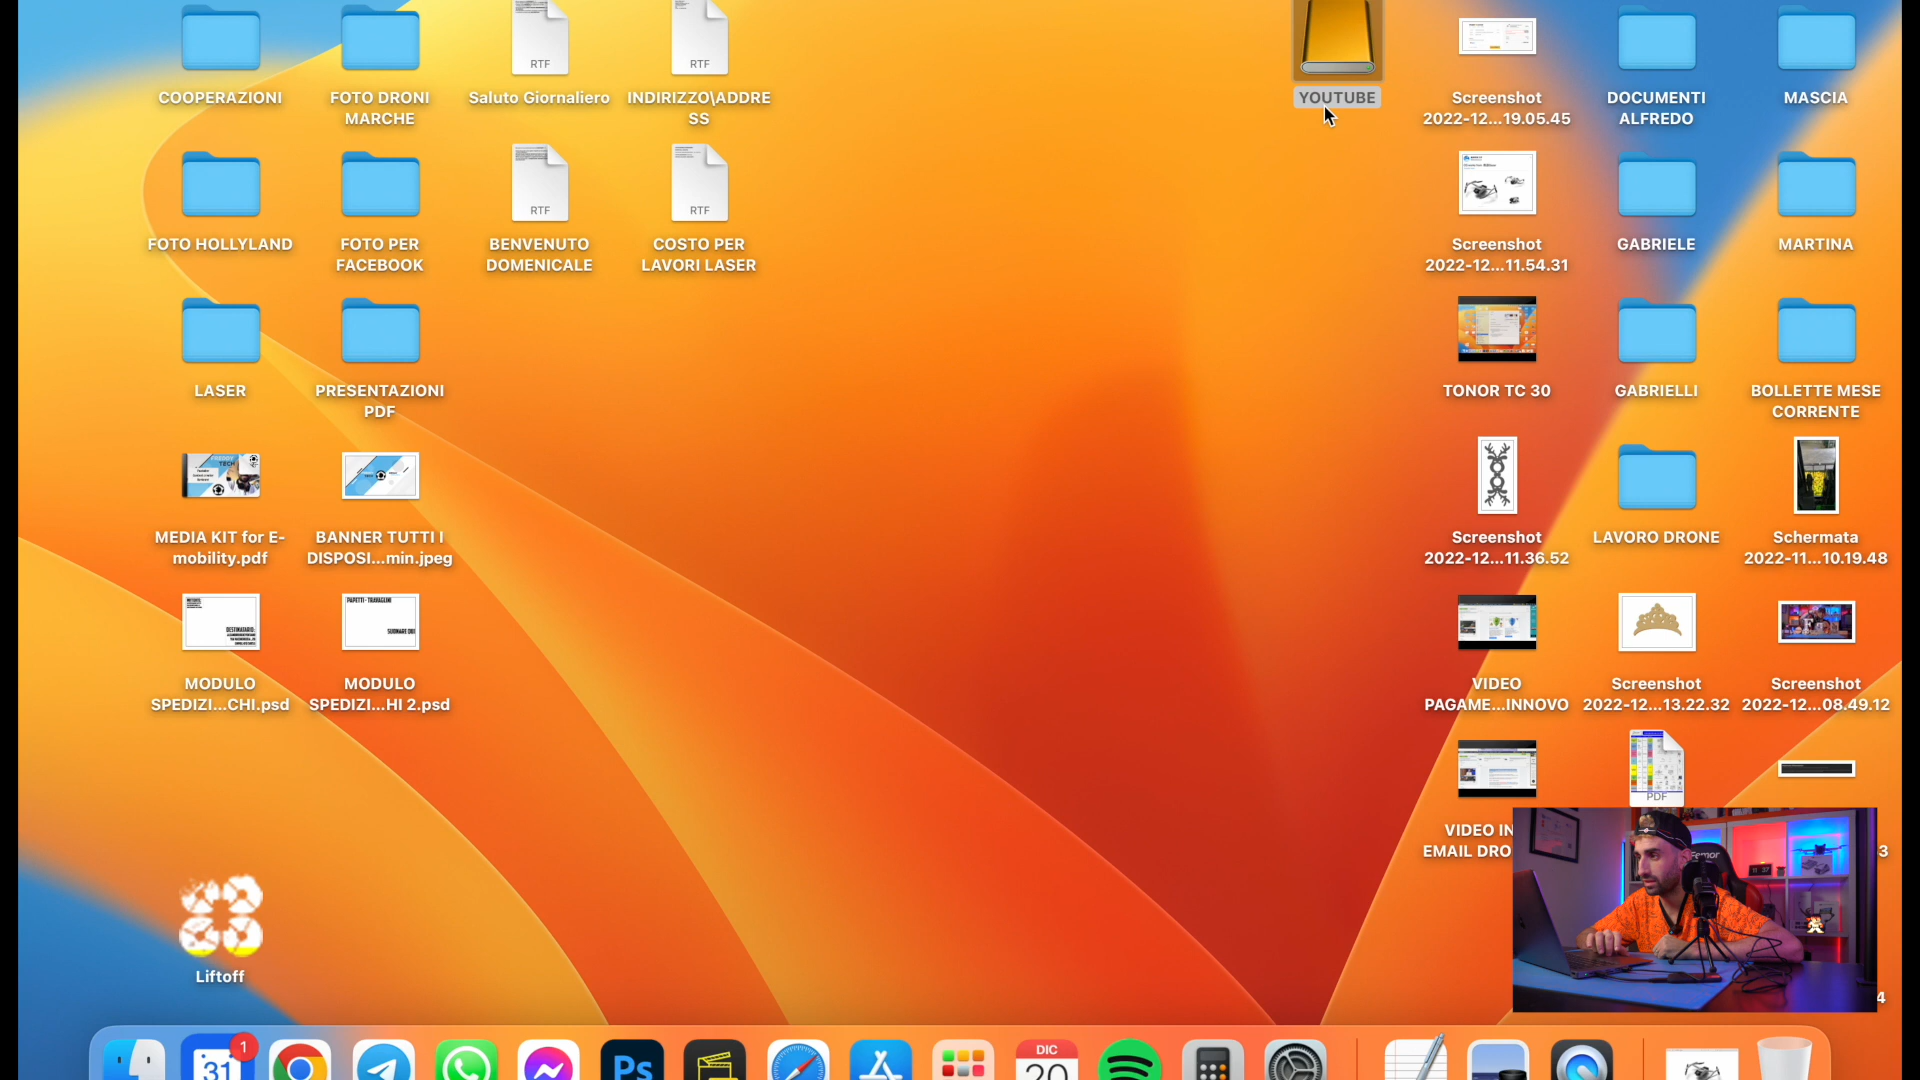 COOPERAZIONI
FOTO DRONI
MARCHE
RTF
Saluto Giornaliero
RTF
INDIRIZZO\ADDRE
SS
YOUTUBE
Screenshot
2022-12...19.05.45
DOCUMENTI
ALFREDO
MASCIA
FOTO HOLLYLAND
FOTO PER
FACEBOOK
RTF
BENVENUTO
DOMENICALE
RTF
COSTO PER
LAVORI LASER
Screenshot
2022-12...11.54.31
GABRIELE
MARTINA
LASER
PRESENTAZIONI
PDF
TONOR TC 30
GABRIELLI
BOLLETTE MESE
CORRENTE
MEDIA KIT for E-
mobility.pdf
BANNER TUTTI I
DISPOSI...min.jpeg
Screenshot
2022-12...11.36.52
LAVORO DRONE
Schermata
2022-11...10.19.48
DESTINATARIO:
MODULO
SPEDIZI...CHI.psd
PAPETTI - TRAVAGLINI
MODULO
SPEDIZI...HI 2.psd
VIDEO
PAGAME...INNOVO
Screenshot
2022-12...13.22.32
Screenshot
2022-12...08.49.12
PDF
VIDEO IN
EMAIL DRO
3
4
Liftoff
31
1
Ps
DIC
20